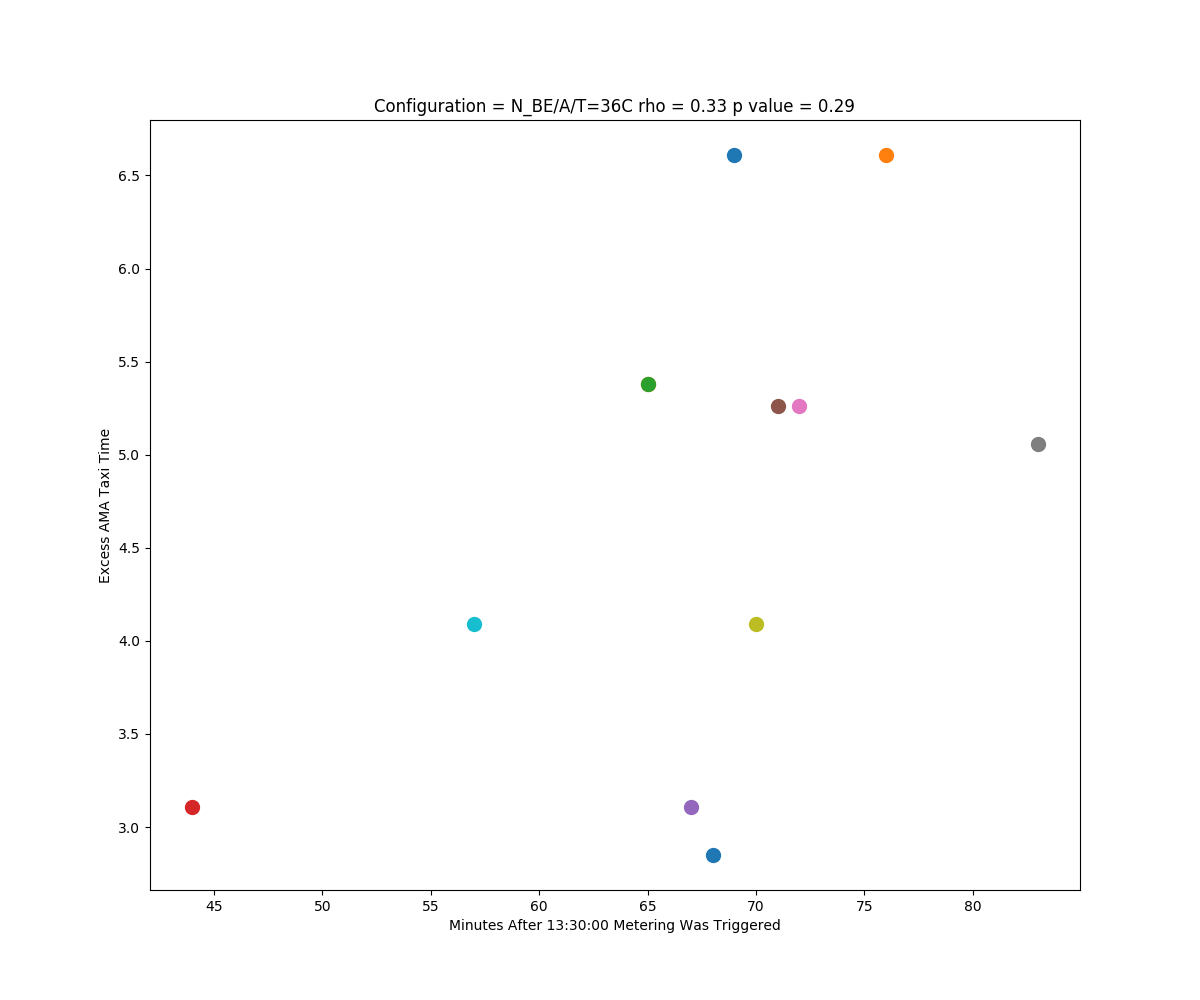 Configuration = N_BE/A/T=36C rho = 0.33 p value = 0.29
6.5
6.0
5.5
5.0
4.5
4.0
3.5
3.0
Excess AMA Taxi Time
45 50 55 60 65 70 75 80
Minutes After 13:30:00 Metering Was Triggered